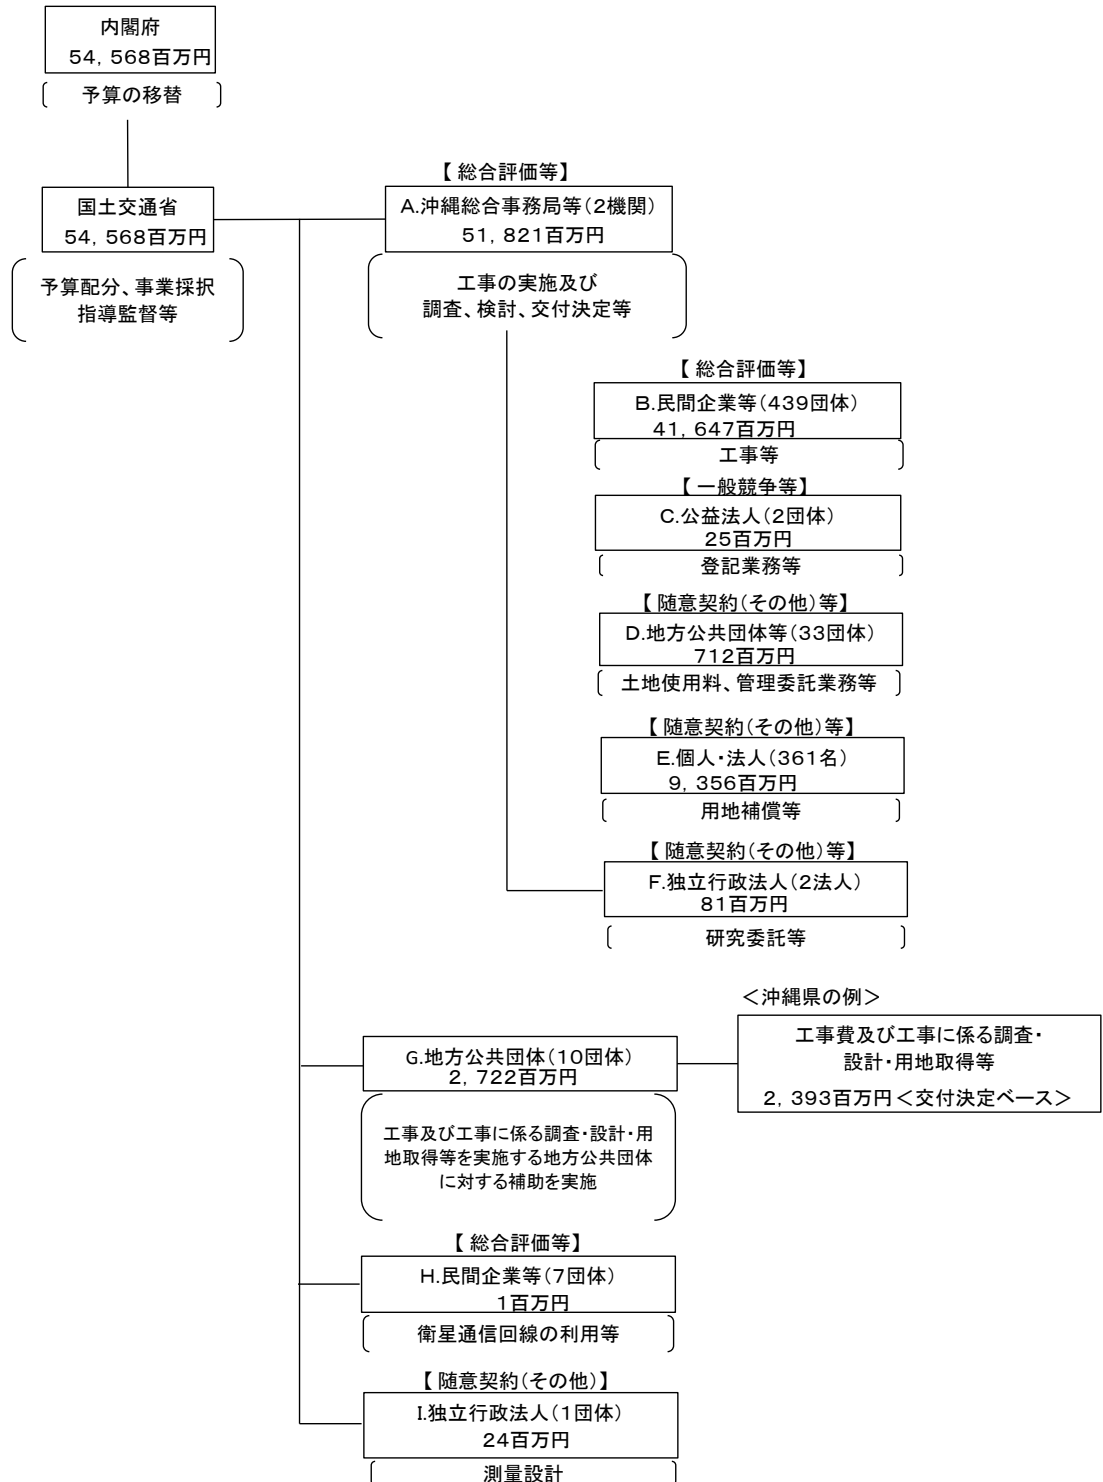 内閣府
54,568百万円
予算の移替
国土交通省
54,568百万円
予算配分、事業採択
指導監督等
【 総合評価等】
A.沖縄総合事務局等(2機関)
51,821百万円
工事の実施及び
調査、検討、交付決定等
【 総合評価等】
B.民間企業等(439団体)
41,647百万円
工事等
【 一般競争等】
C.公益法人(2団体)
25百万円
登記業務等
【 随意契約(その他)等】
D.地方公共団体等(33団体)
712百万円
土地使用料、管理委託業務等
【 随意契約(その他)等】
E.個人・法人(361名)
9,356百万円
用地補償等
【 随意契約(その他)等】
F.独立行政法人(2法人)
81百万円
研究委託等
G.地方公共団体(10団体)
2,722百万円
工事及び工事に係る調査・設計・用
地取得等を実施する地方公共団体
に対する補助を実施
<沖縄県の例>
工事費及び工事に係る調査・
設計・用地取得等
2,393百万円<交付決定ベース>
【 総合評価等】
H.民間企業等(7団体)
1百万円
衛星通信回線の利用等
【 随意契約(その他)】
I.独立行政法人(1団体)
24百万円
測量設計